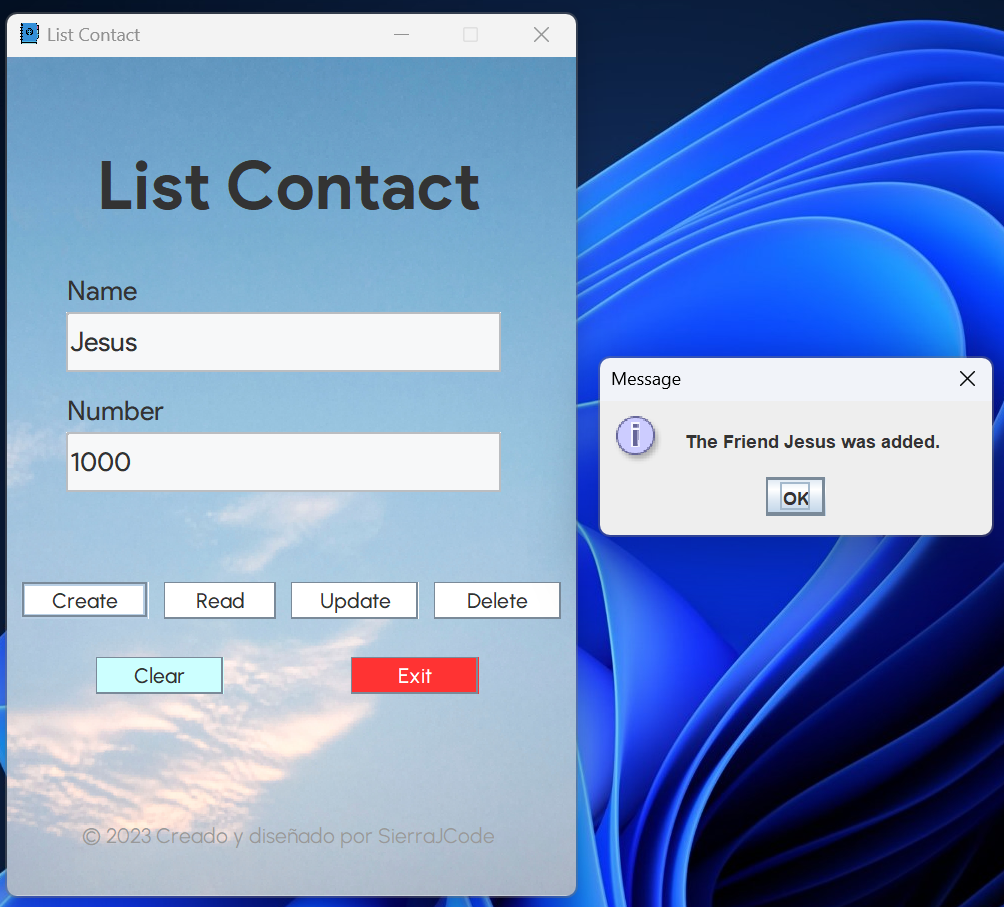 List Contact
List Contact
Name
Jesus
Number
1000
Create Read Update Delete
Clear Exit
© 2023 Creado y diseñado por SierraJCode
Message
The Friend Jesus was added.
OK